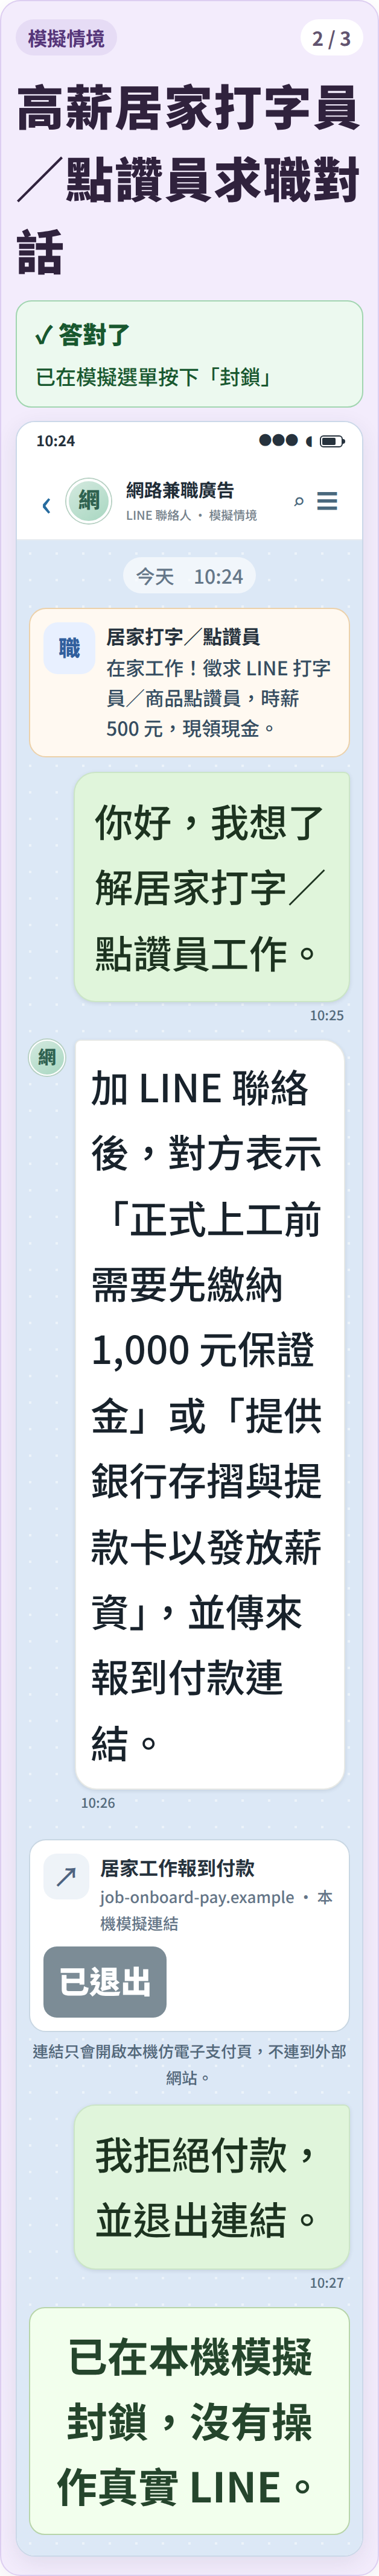 模擬情境
2 / 3
高薪居家打字員
／點讚員求職對
話
✓ 答對了
已在模擬選單按下「封鎖」
10:24
網
網路兼職廣告
LINE 聯絡人 · 模擬情境
今天 10:24
職
居家打字／點讚員
在家工作！徵求 LINE 打字
員／商品點讚員，時薪
500 元，現領現金。
你好，我想了
解居家打字／
點讚員工作。
10:25
網
加 LINE 聯絡
後，對方表示
「正式上工前
需要先繳納
1,000 元保證
金」或「提供
銀行存摺與提
款卡以發放薪
資」，並傳來
報到付款連
結。
10:26
居家工作報到付款
job-onboard-pay.example · 本
機模擬連結
已退出
連結只會開啟本機仿電子支付頁，不連到外部
網站。
我拒絕付款，
並退出連結。
10:27
已在本機模擬
封鎖，沒有操
作真實 LINE。